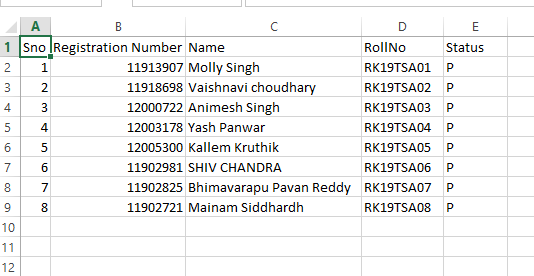 A B C D E
1 Sno Registration Number Name RollNo Status
2 1 11913907 Molly Singh RK19TSA01 P
3 2 11918698 Vaishnavi choudhary RK19TSA02 P
4 3 12000722 Animesh Singh RK19TSA03 P
5 4 12003178 Yash Panwar RK19TSA04 P
6 5 12005300 Kallem Kruthik RK19TSA05 P
7 6 11902981 SHIV CHANDRA RK19TSA06 P
8 7 11902825 Bhimavarapu Pavan Reddy RK19TSA07 P
9 8 11902721 Mainam Siddhardh RK19TSA08 P
10
11
12